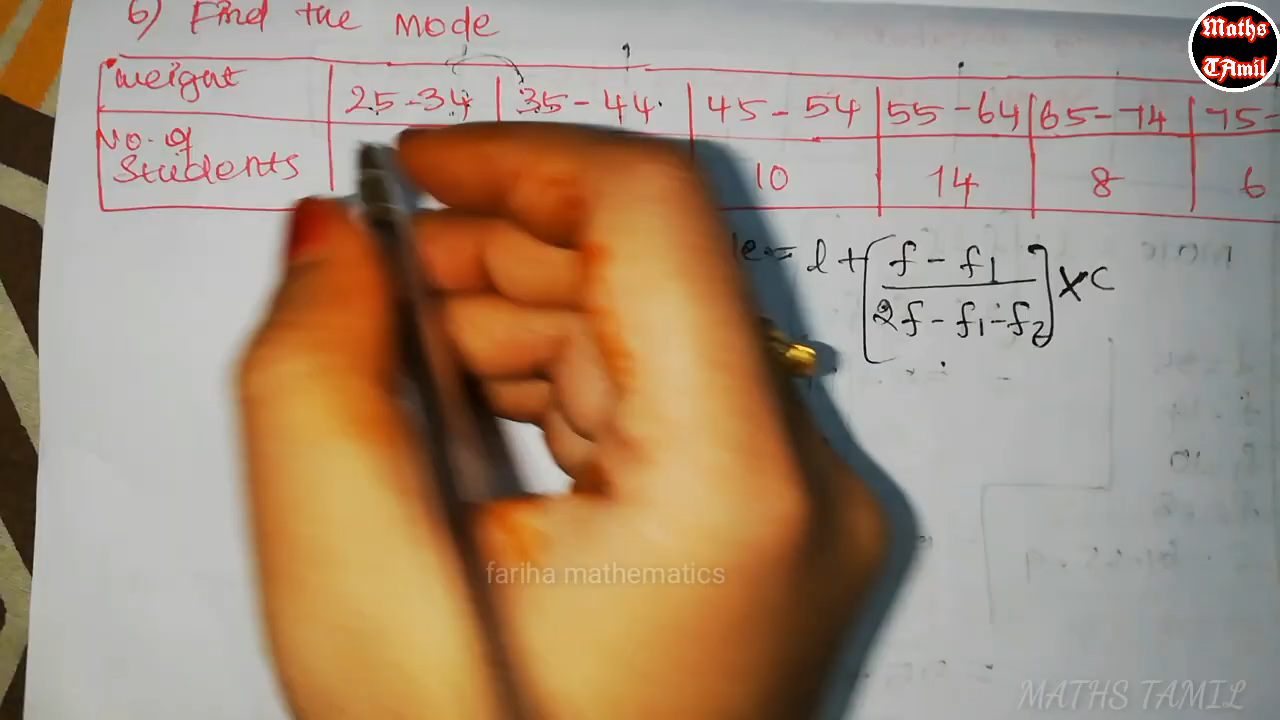 6) Find the mode
Maths
TAmil
Weight 25-34 35-44 45-54 55-64 65-74 75-
No. of
Students 10 14 8 6
= l + [ f - f1 / 2f - f1 - f2 ] × C
fariha mathematics
MATHS TAMIL